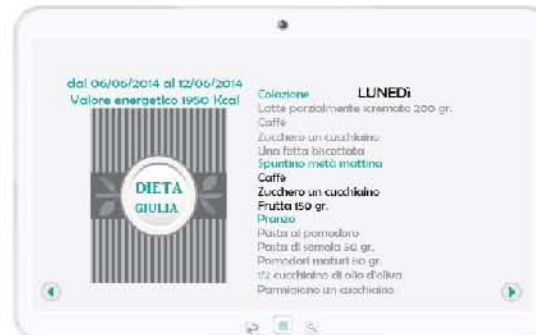 dal 06/06/2014 al 12/06/2014
Valore energetico 1950 Kcal
DIETA
GIULIA
LUNEDì
Colazione
Latte parzialmente scremato 200 gr.
Caffè
Zucchero un cucchiaino
Una fetta biscottata
Spuntino metà mattina
Caffè
Zucchero un cucchiaino
Frutta 150 gr.
Pranzo
Pasta al pomodoro
Pasta di semola 50 gr.
Pomodori maturi 60 gr.
1/2 cucchiaino di olio d'oliva
Parmigiano un cucchiaino